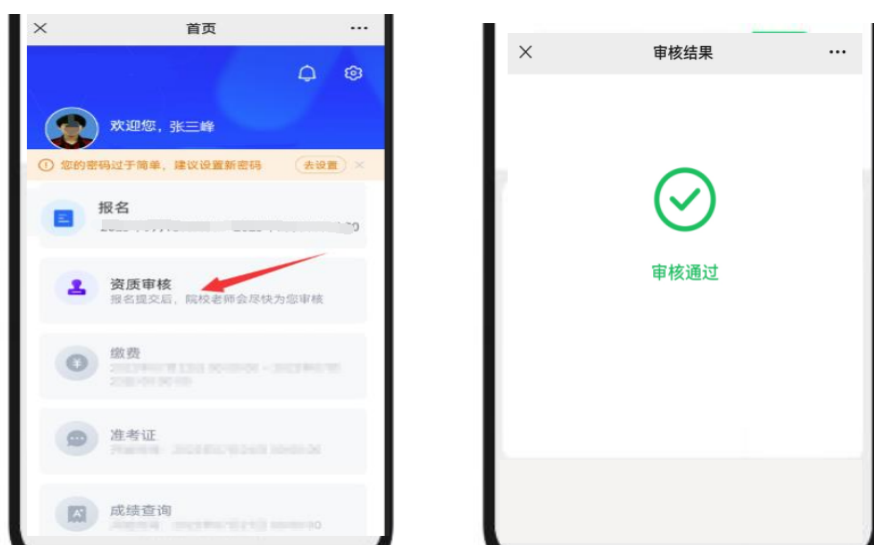 首页
欢迎您，张三峰
您的密码过于简单，建议设置新密码
去设置
报名
资质审核
报名提交后，院校老师会尽快为您审核
缴费
准考证
成绩查询
审核结果
审核通过